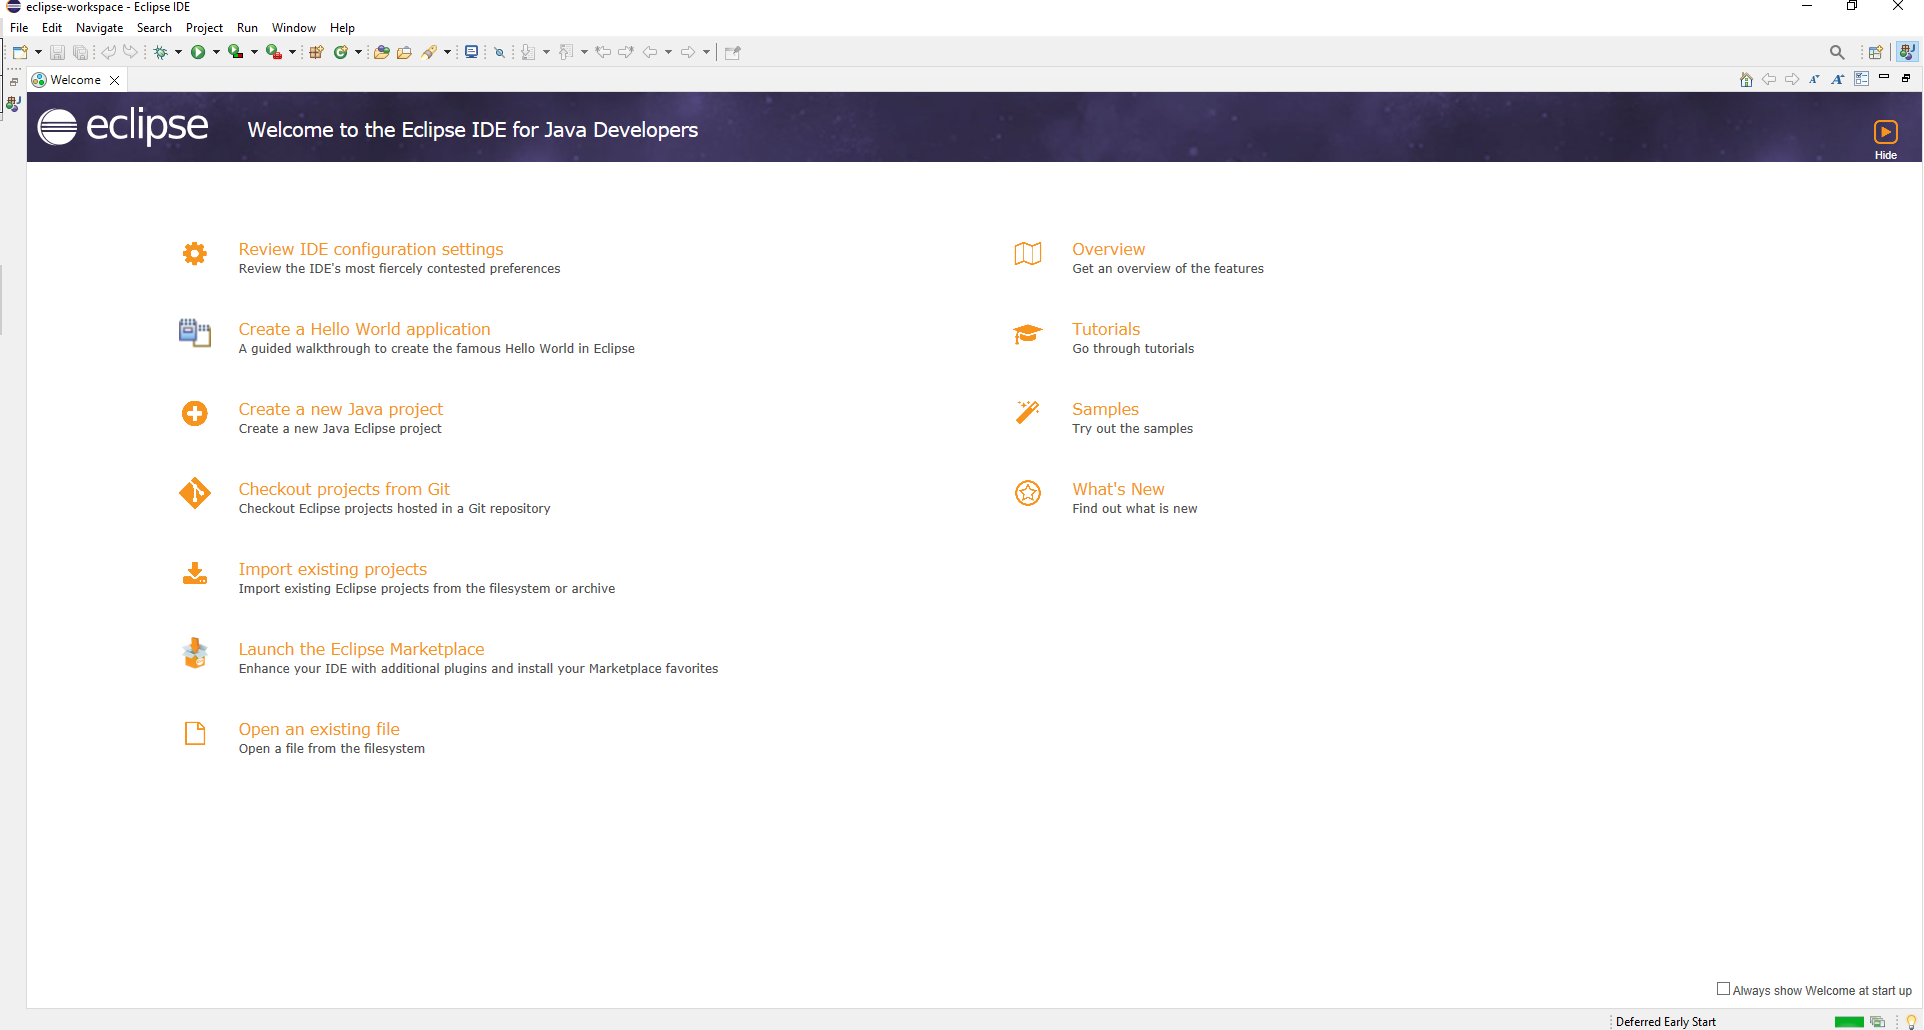 eclipse-workspace - Eclipse IDE
File Edit Navigate Search Project Run Window Help
Welcome
eclipse Welcome to the Eclipse IDE for Java Developers
Hide
Review IDE configuration settings
Review the IDE's most fiercely contested preferences
Create a Hello World application
A guided walkthrough to create the famous Hello World in Eclipse
Create a new Java project
Create a new Java Eclipse project
Checkout projects from Git
Checkout Eclipse projects hosted in a Git repository
Import existing projects
Import existing Eclipse projects from the filesystem or archive
Launch the Eclipse Marketplace
Enhance your IDE with additional plugins and install your Marketplace favorites
Open an existing file
Open a file from the filesystem
Overview
Get an overview of the features
Tutorials
Go through tutorials
Samples
Try out the samples
What's New
Find out what is new
Always show Welcome at start up
Deferred Early Start